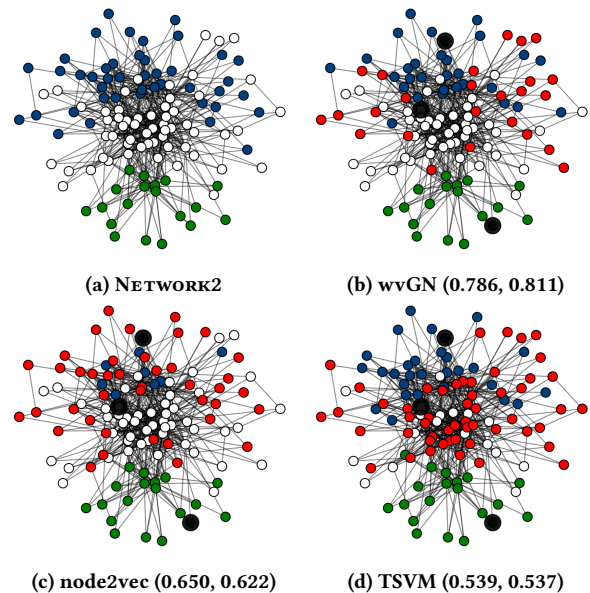 (a) Network2
(b) wvGN (0.786, 0.811)
(c) node2vec (0.650, 0.622)
(d) TSVM (0.539, 0.537)